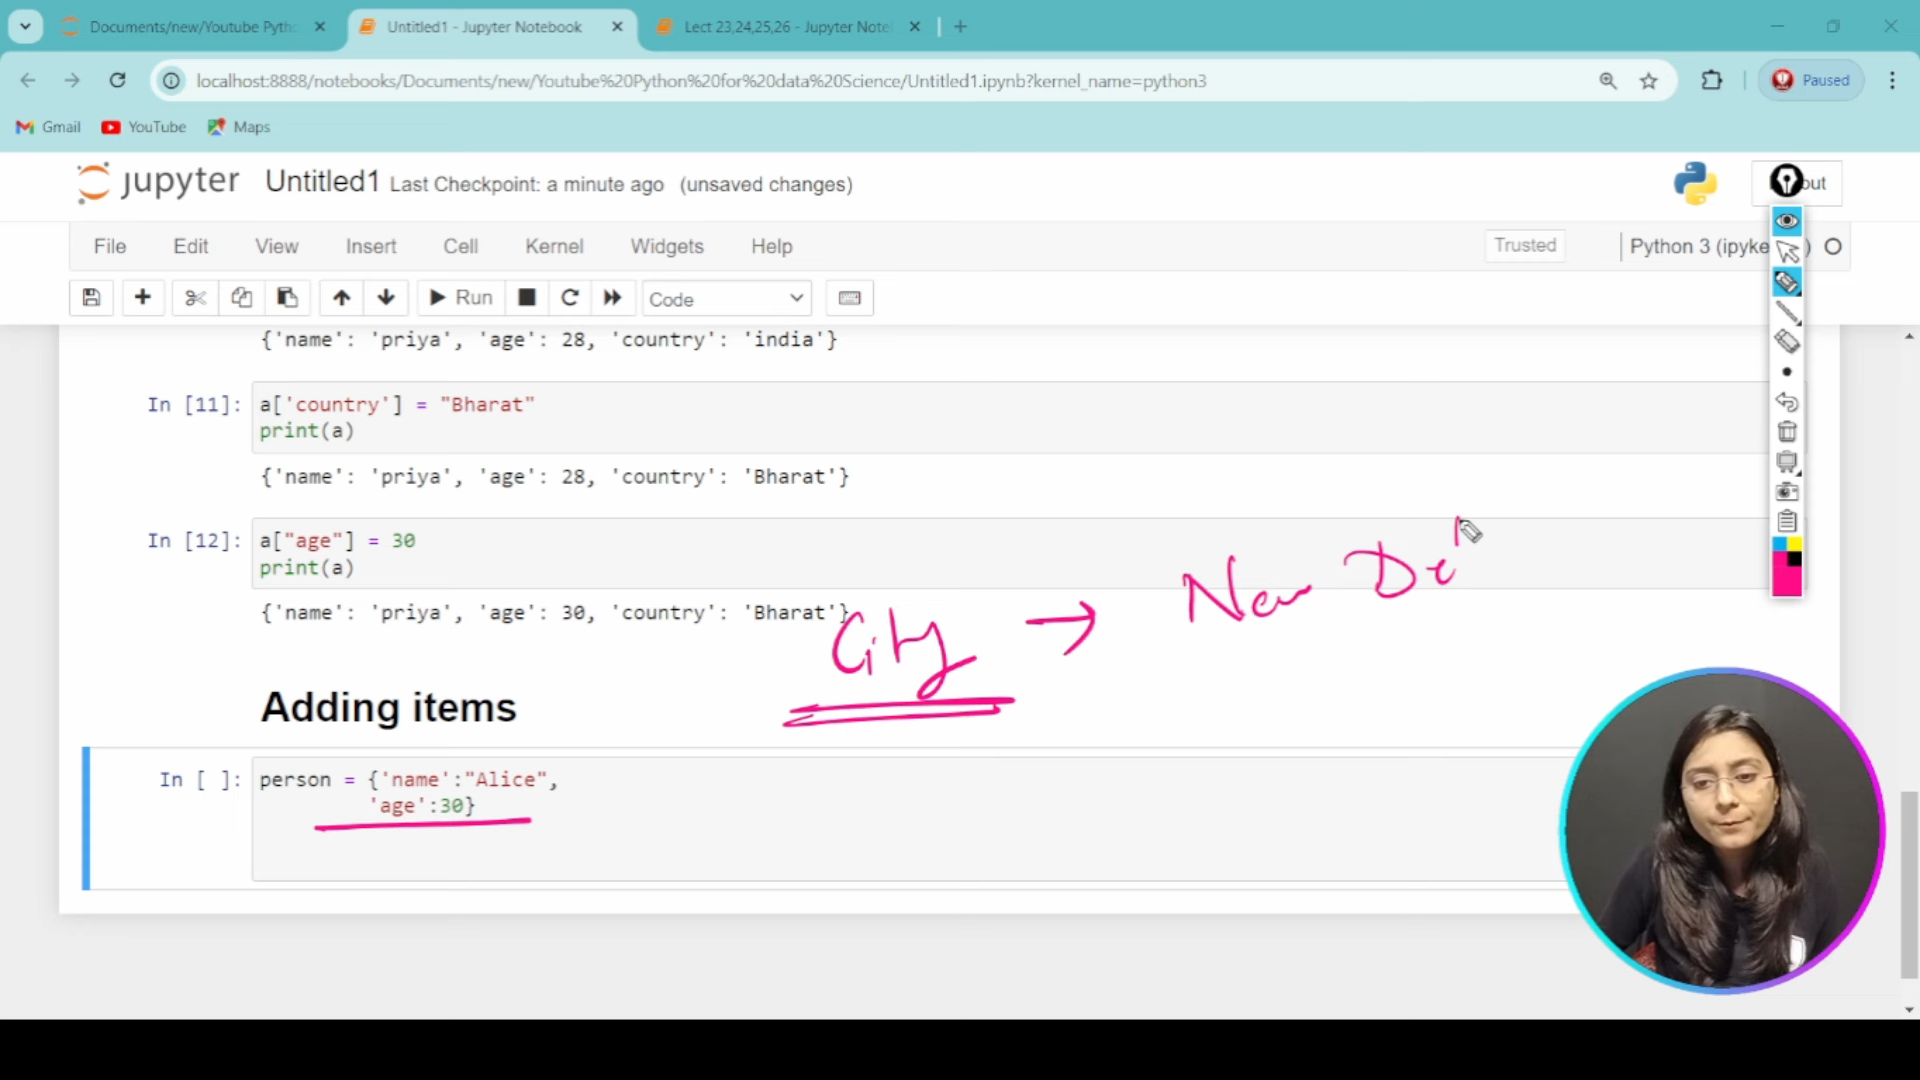 Documents/new/Youtube Pytho
Untitled1 - Jupyter Notebook
Lect 23,24,25,26 - Jupyter Note
localhost:8888/notebooks/Documents/new/Youtube%20Python%20for%20data%20Science/Untitled1.ipynb?kernel_name=python3
Paused
Gmail YouTube Maps
jupyter Untitled1 Last Checkpoint: a minute ago (unsaved changes)
out
File Edit View Insert Cell Kernel Widgets Help
Trusted
Python 3 (ipyke )
Run
Code
{'name': 'priya', 'age': 28, 'country': 'india'}
In [11]: a['country'] = "Bharat"
print(a)
{'name': 'priya', 'age': 28, 'country': 'Bharat'}
In [12]: a["age"] = 30
print(a)
{'name': 'priya', 'age': 30, 'country': 'Bharat'}
City → New Del
Adding items
In [ ]: person = {'name':"Alice",
'age':30}